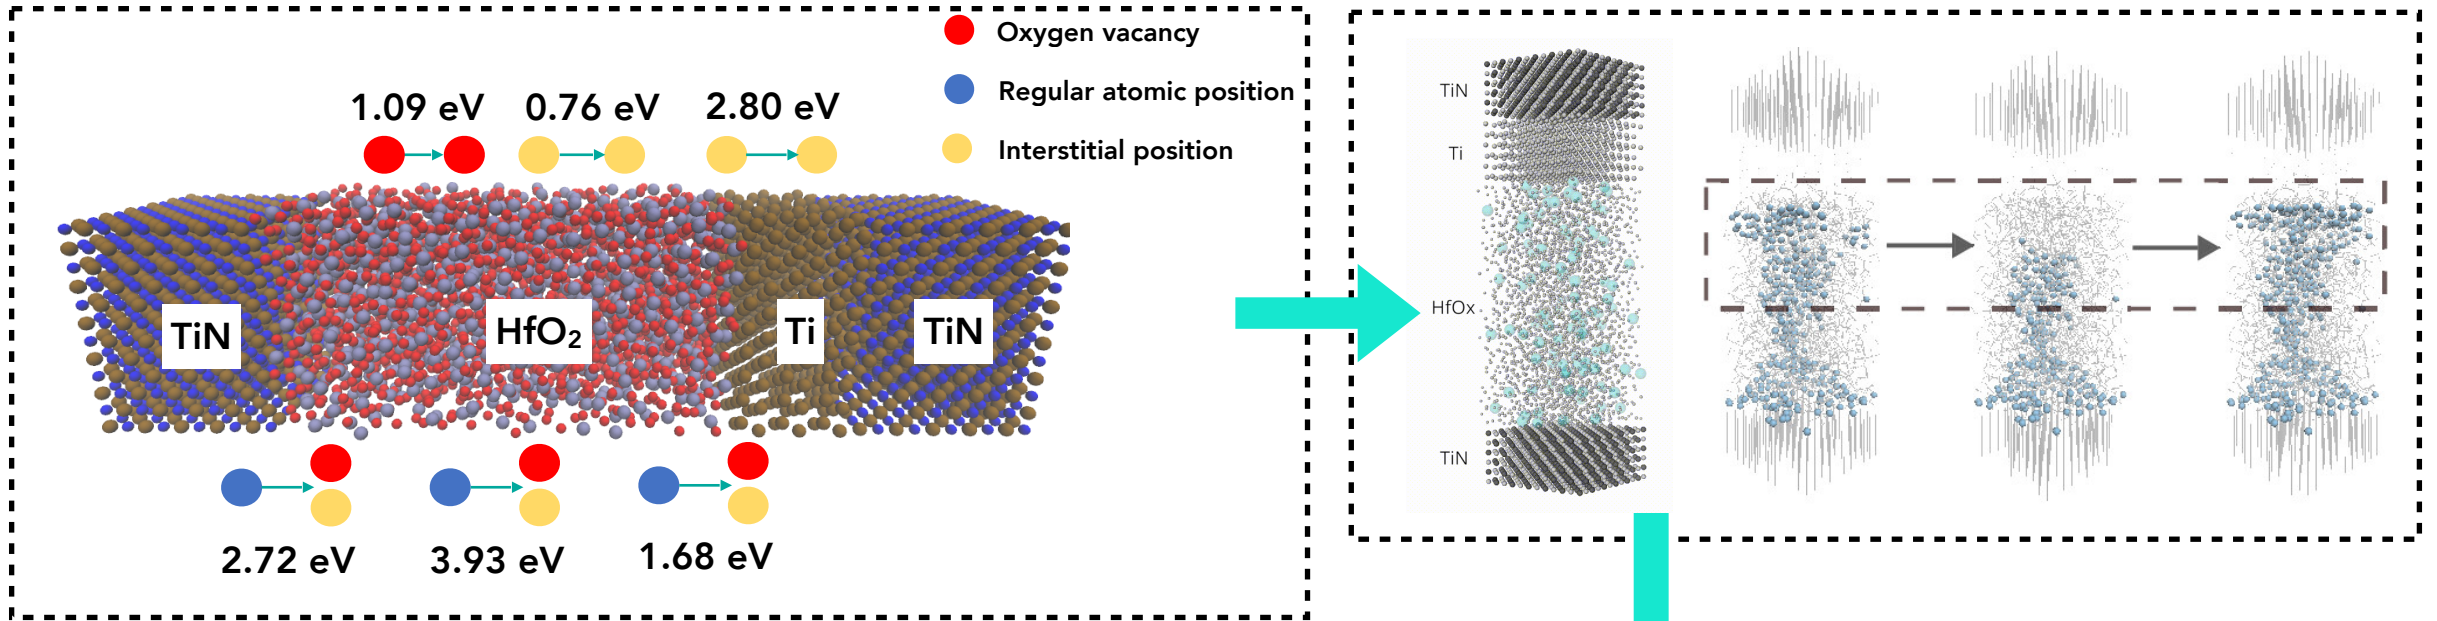 Oxygen vacancy
Regular atomic position
Interstitial position
1.09 eV
0.76 eV
2.80 eV
TiN
HfO₂
Ti
TiN
2.72 eV
3.93 eV
1.68 eV
TiN
Ti
HfOx
TiN